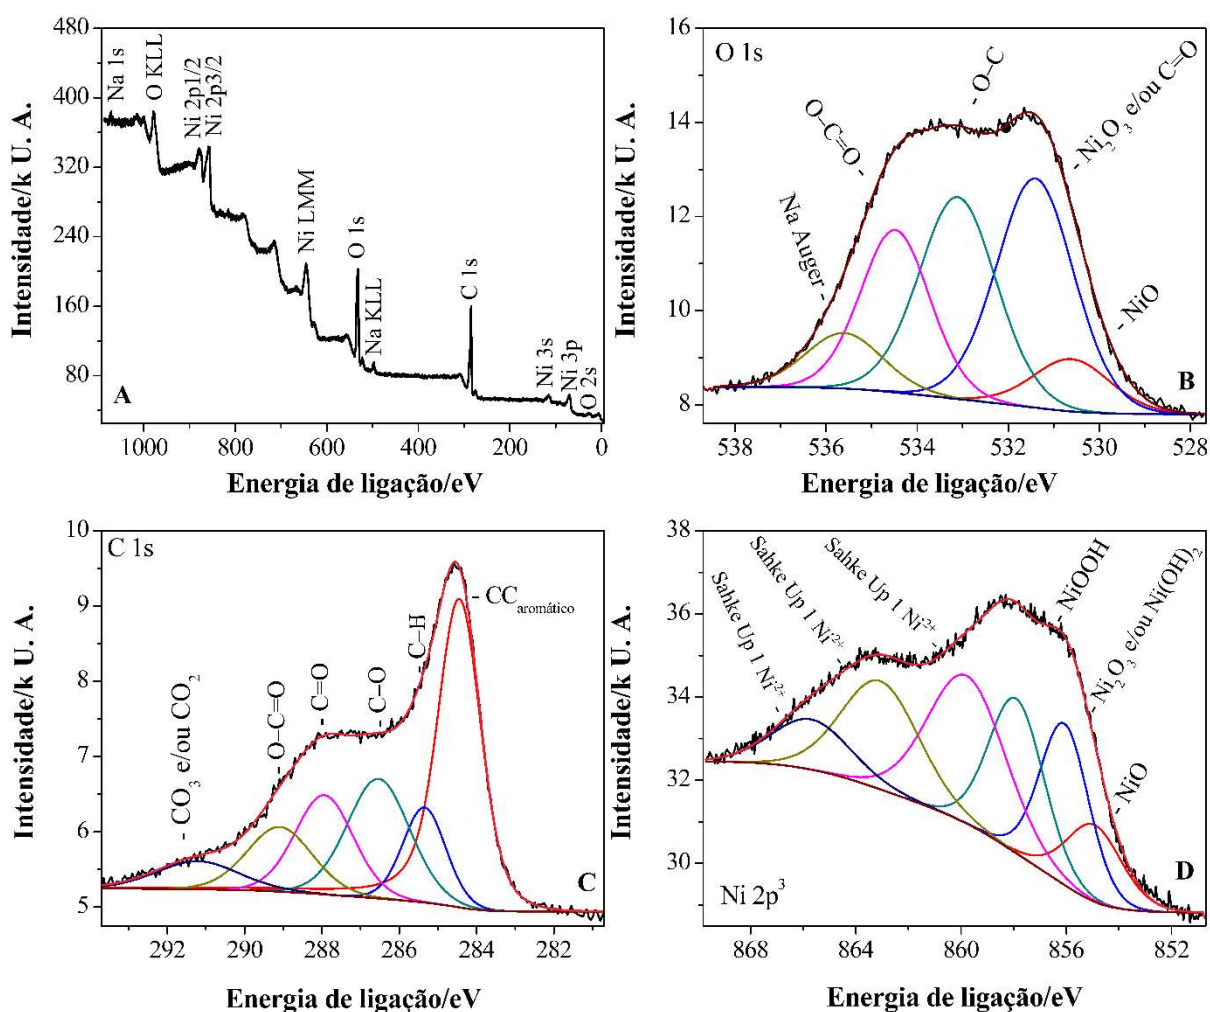 480
400
320
240
160
80
Intensidade/k U. A.
Na 1s
O KLL
Ni 2p1/2
Ni 2p3/2
Ni LMM
O 1s
Na KLL
C 1s
Ni 3s
Ni 3p
O 2s
A
1000 800 600 400 200 0
Energia de ligação/eV
16
14
12
10
8
Intensidade/k U. A.
O 1s
Na Auger -
O–C=O -
- O–C
- Ni2O3 e/ou C=O
- NiO
B
538 536 534 532 530 528
Energia de ligação/eV
10
9
8
7
6
5
Intensidade/k U. A.
C 1s
- CO3 e/ou CO2
- O–C=O
- C=O
- C–O
- C–H
- CCaromático
C
292 290 288 286 284 282
Energia de ligação/eV
38
36
34
32
30
Intensidade/k U. A.
Sahke Up 1 Ni2+
Sahke Up 1 Ni2+
Sahke Up 1 Ni2+
- NiOOH
- Ni2O3 e/ou Ni(OH)2
- NiO
D
Ni 2p3
868 864 860 856 852
Energia de ligação/eV